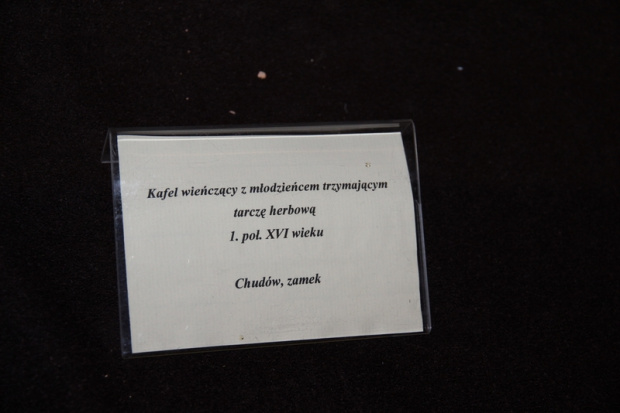 Kafel wieńczący z młodzieńcem trzymającym
tarczę herbową
1. poł. XVI wieku
Chudów, zamek